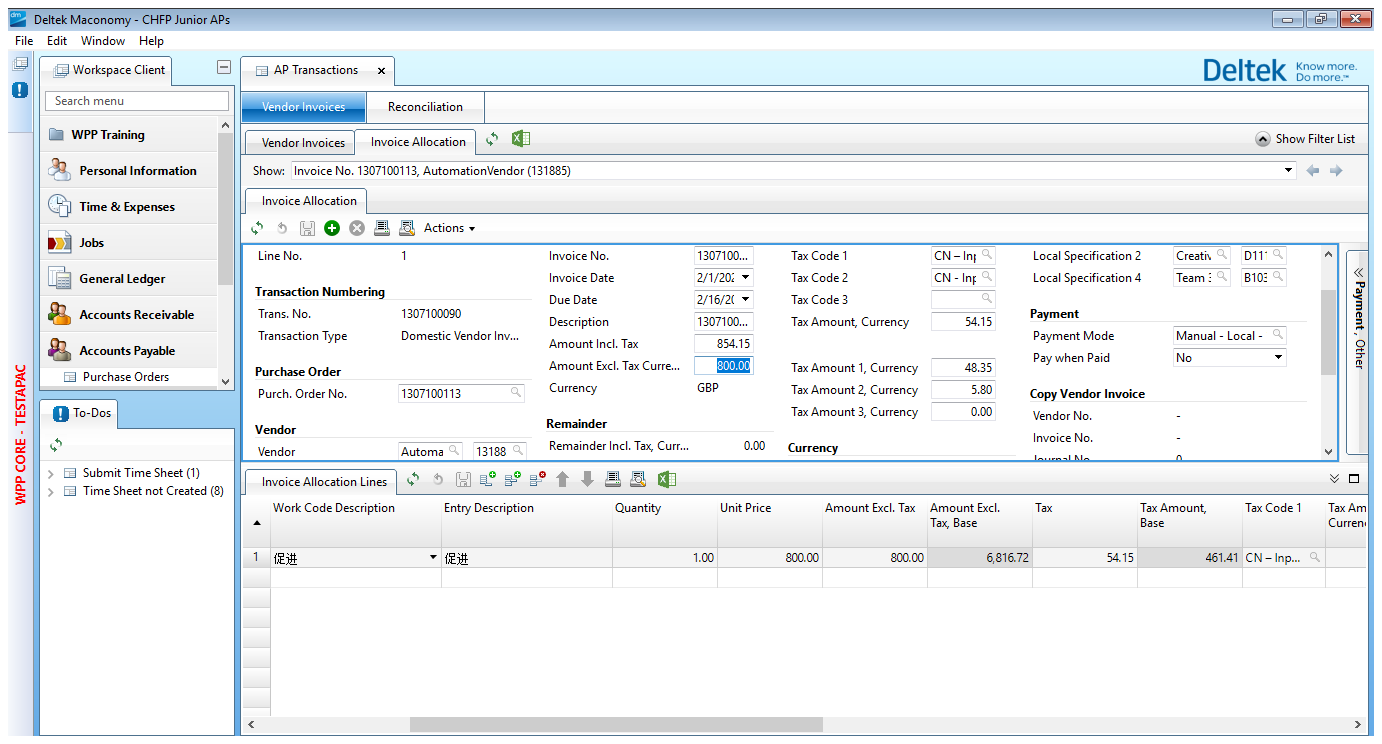 Deltek Maconomy - CHFP Junior APs
File Edit Window Help
Workspace Client
AP Transactions
Deltek Know more. Do more.™
Search menu
Vendor Invoices Reconciliation
WPP Training
Vendor Invoices Invoice Allocation
Show Filter List
Personal Information
Show: Invoice No. 1307100113, AutomationVendor (131885)
Time & Expenses
Invoice Allocation
Actions
Jobs
General Ledger
Accounts Receivable
Accounts Payable
Purchase Orders
WPP CORE - TESTAPAC
To-Dos
Submit Time Sheet (1)
Time Sheet not Created (8)
Line No. 1
Transaction Numbering
Trans. No. 1307100090
Transaction Type Domestic Vendor Inv...
Purchase Order
Purch. Order No. 1307100113
Vendor
Vendor Automa 13188
Invoice No. 1307100...
Invoice Date 2/1/202
Due Date 2/16/2
Description 1307100...
Amount Incl. Tax 854.15
Amount Excl. Tax Curre... 800.00
Currency GBP
Remainder
Remainder Incl. Tax, Curr... 0.00
Tax Code 1 CN – Inp
Tax Code 2 CN - Inp
Tax Code 3
Tax Amount, Currency 54.15
Tax Amount 1, Currency 48.35
Tax Amount 2, Currency 5.80
Tax Amount 3, Currency 0.00
Currency
Local Specification 2 Creativ D11
Local Specification 4 Team B103
Payment
Payment Mode Manual - Local -
Pay when Paid No
Copy Vendor Invoice
Vendor No. -
Invoice No. -
Journal No. 0
Payment, Other
Invoice Allocation Lines
Work Code Description Entry Description Quantity Unit Price Amount Excl. Tax Amount Excl. Tax, Base Tax Tax Amount, Base Tax Code 1 Tax Am Curren
1 促进 促进 1.00 800.00 800.00 6,816.72 54.15 461.41 CN – Inp...